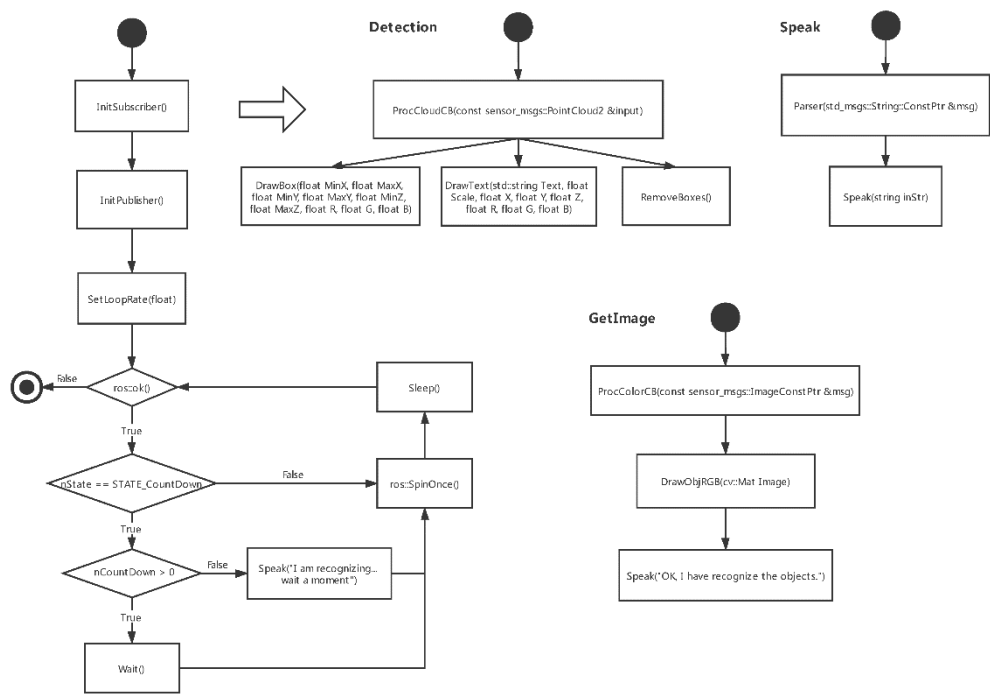 InitSubscriber()
InitPublisher()
SetLoopRate(float)
ros::ok()
False
True
nState == STATE_CountDown
False
True
nCountDown > 0
False
True
Wait()
Speak("I am recognizing...
wait a moment")
ros::SpinOnce()
Sleep()
Detection
ProcCloudCB(const sensor_msgs::PointCloud2 &input)
DrawBox(float MinX, float MaxX,
float MinY, float MaxY, float MinZ,
float MaxZ, float R, float G, float B)
DrawText(std::string Text, float
Scale, float X, float Y, float Z,
float R, float G, float B)
RemoveBoxes()
Speak
Parser(std_msgs::String::ConstPtr &msg)
Speak(string inStr)
GetImage
ProcColorCB(const sensor_msgs::ImageConstPtr &msg)
DrawObjRGB(cv::Mat Image)
Speak("OK, I have recognize the objects.")